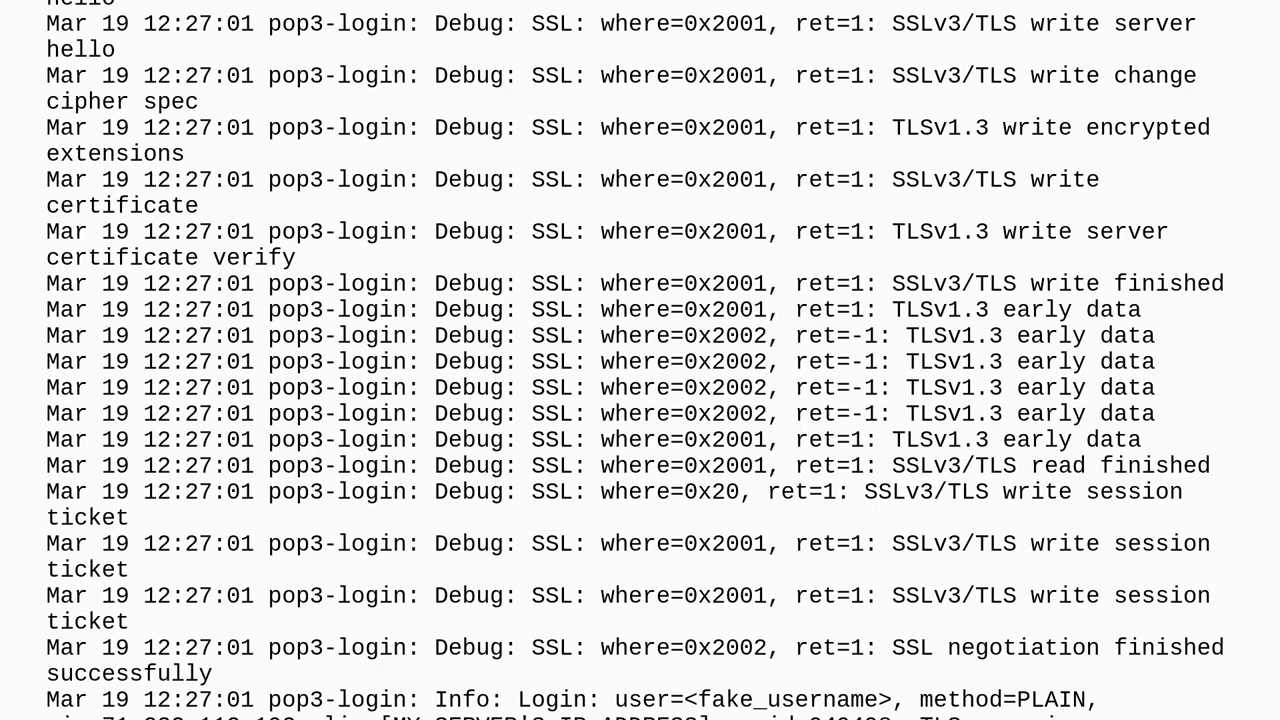 hello
Mar 19 12:27:01 pop3-login: Debug: SSL: where=0x2001, ret=1: SSLv3/TLS write server
hello
Mar 19 12:27:01 pop3-login: Debug: SSL: where=0x2001, ret=1: SSLv3/TLS write change
cipher spec
Mar 19 12:27:01 pop3-login: Debug: SSL: where=0x2001, ret=1: TLSv1.3 write encrypted
extensions
Mar 19 12:27:01 pop3-login: Debug: SSL: where=0x2001, ret=1: SSLv3/TLS write
certificate
Mar 19 12:27:01 pop3-login: Debug: SSL: where=0x2001, ret=1: TLSv1.3 write server
certificate verify
Mar 19 12:27:01 pop3-login: Debug: SSL: where=0x2001, ret=1: SSLv3/TLS write finished
Mar 19 12:27:01 pop3-login: Debug: SSL: where=0x2001, ret=1: TLSv1.3 early data
Mar 19 12:27:01 pop3-login: Debug: SSL: where=0x2002, ret=-1: TLSv1.3 early data
Mar 19 12:27:01 pop3-login: Debug: SSL: where=0x2002, ret=-1: TLSv1.3 early data
Mar 19 12:27:01 pop3-login: Debug: SSL: where=0x2002, ret=-1: TLSv1.3 early data
Mar 19 12:27:01 pop3-login: Debug: SSL: where=0x2002, ret=-1: TLSv1.3 early data
Mar 19 12:27:01 pop3-login: Debug: SSL: where=0x2001, ret=1: TLSv1.3 early data
Mar 19 12:27:01 pop3-login: Debug: SSL: where=0x2001, ret=1: SSLv3/TLS read finished
Mar 19 12:27:01 pop3-login: Debug: SSL: where=0x20, ret=1: SSLv3/TLS write session
ticket
Mar 19 12:27:01 pop3-login: Debug: SSL: where=0x2001, ret=1: SSLv3/TLS write session
ticket
Mar 19 12:27:01 pop3-login: Debug: SSL: where=0x2001, ret=1: SSLv3/TLS write session
ticket
Mar 19 12:27:01 pop3-login: Debug: SSL: where=0x2002, ret=1: SSL negotiation finished
successfully
Mar 19 12:27:01 pop3-login: Info: Login: user=<fake_username>, method=PLAIN,